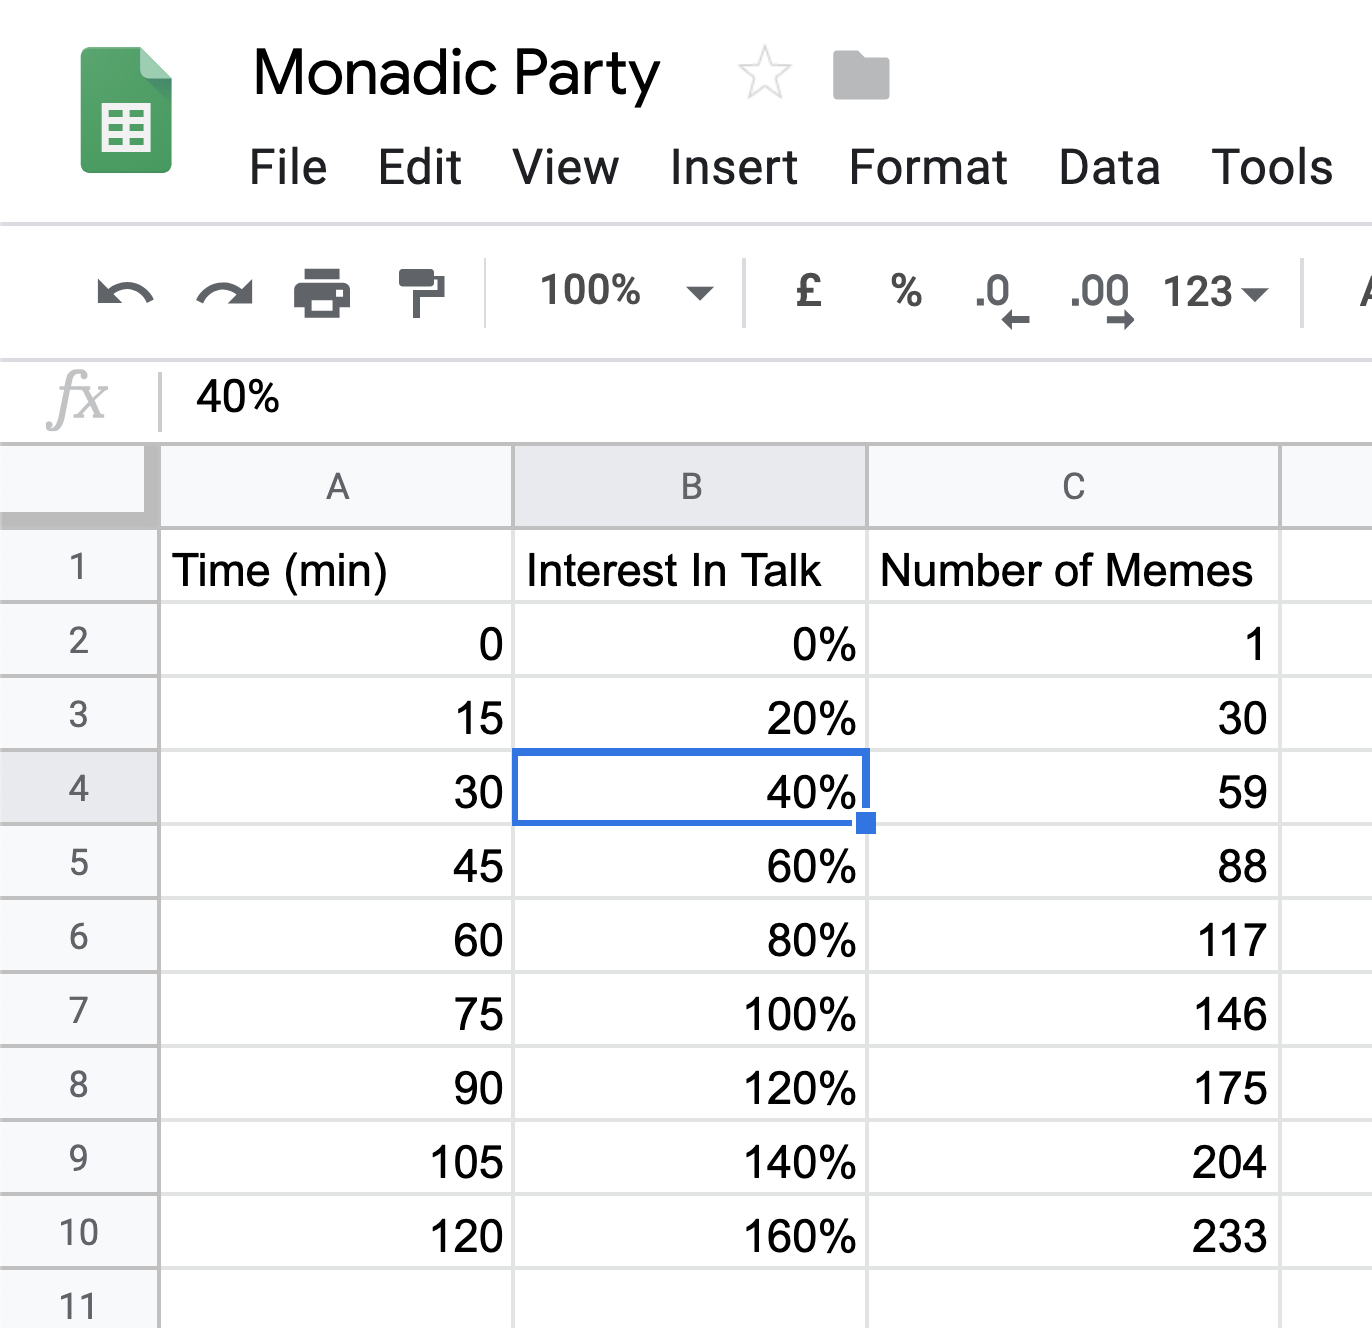 Monadic Party
File Edit View Insert Format Data Tools
100% £ % .0 .00 123
fx 40%
A B C
1 Time (min) Interest In Talk Number of Memes
2 0 0% 1
3 15 20% 30
4 30 40% 59
5 45 60% 88
6 60 80% 117
7 75 100% 146
8 90 120% 175
9 105 140% 204
10 120 160% 233
11